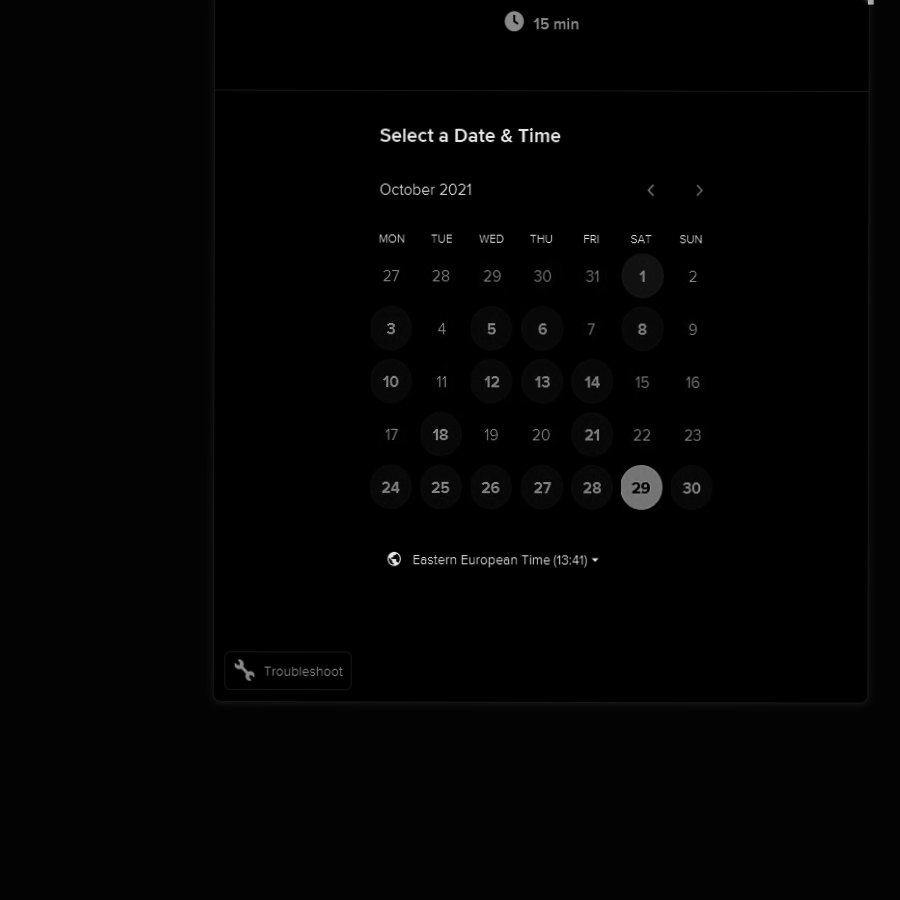 15 min
Select a Date & Time
October 2021
MON TUE WED THU FRI SAT SUN
27 28 29 30 31 1 2
3 4 5 6 7 8 9
10 11 12 13 14 15 16
17 18 19 20 21 22 23
24 25 26 27 28 29 30
Eastern European Time (13:41)
Troubleshoot